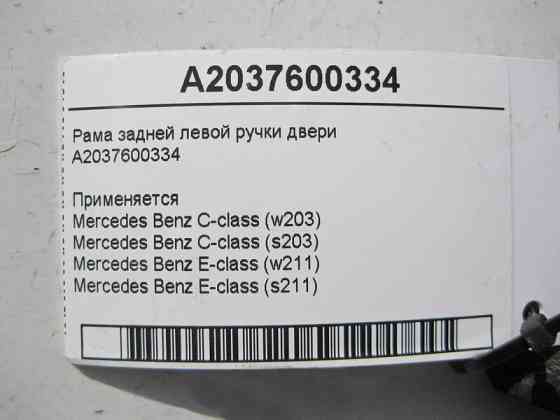 A2037600334
Рама задней левой ручки двери
A2037600334
Применяется
Mercedes Benz C-class (w203)
Mercedes Benz C-class (s203)
Mercedes Benz E-class (w211)
Mercedes Benz E-class (s211)